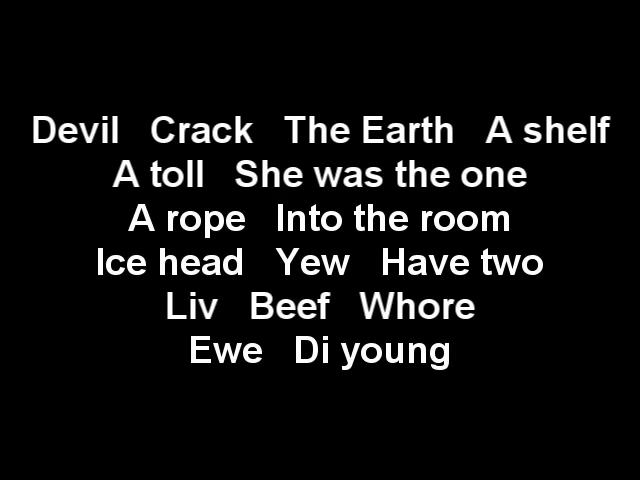 Devil Crack The Earth A shelf
A toll She was the one
A rope Into the room
Ice head Yew Have two
Liv Beef Whore
Ewe Di young